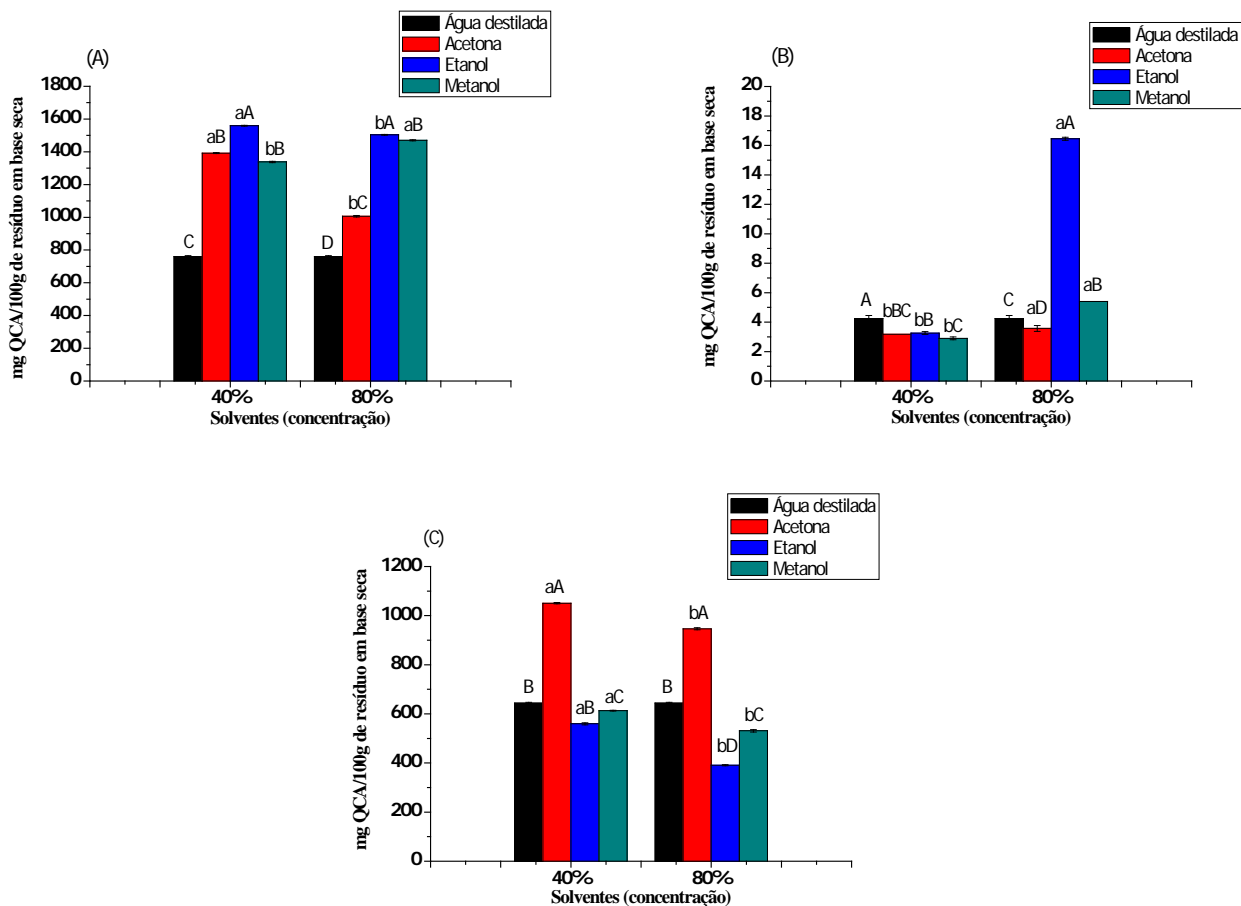 (A)
Água destilada
Acetona
Etanol
Metanol
mg QCA/100g de resíduo em base seca
1800
1600
1400
1200
1000
800
600
400
200
0
C
aB
aA
bB
D
bC
bA
aB
40%
80%
Solventes (concentração)
(B)
Água destilada
Acetona
Etanol
Metanol
mg QCA/100g de resíduo em base seca
20
18
16
14
12
10
8
6
4
2
0
A
bBC
bB
bC
C
aD
aA
aB
40%
80%
Solventes (concentração)
(C)
Água destilada
Acetona
Etanol
Metanol
mg QCA/100g de resíduo em base seca
1200
1000
800
600
400
200
0
B
aA
aB
aC
B
bA
bD
bC
40%
80%
Solventes (concentração)